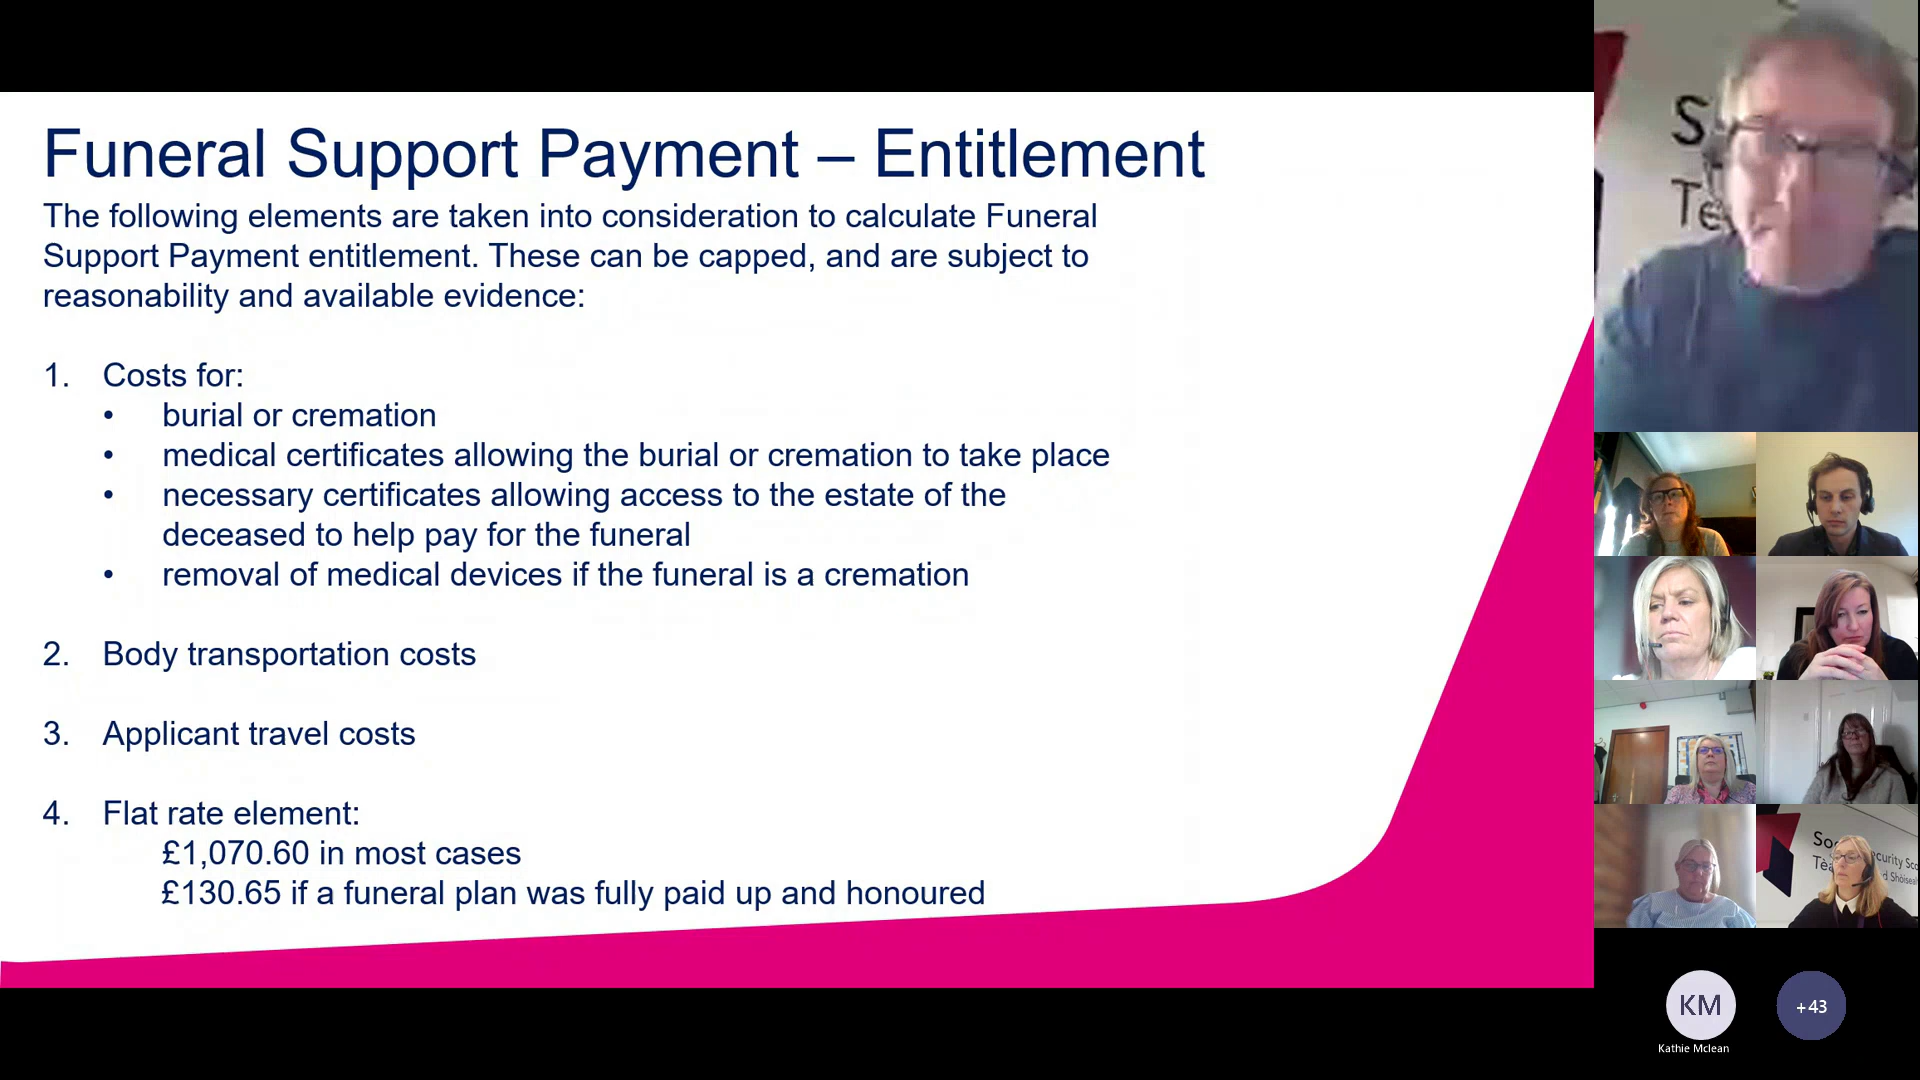 Funeral Support Payment – Entitlement
The following elements are taken into consideration to calculate Funeral
Support Payment entitlement. These can be capped, and are subject to
reasonability and available evidence:
1. Costs for:
• burial or cremation
• medical certificates allowing the burial or cremation to take place
• necessary certificates allowing access to the estate of the
deceased to help pay for the funeral
• removal of medical devices if the funeral is a cremation
2. Body transportation costs
3. Applicant travel costs
4. Flat rate element:
£1,070.60 in most cases
£130.65 if a funeral plan was fully paid up and honoured
KM
+43
Kathie Mclean